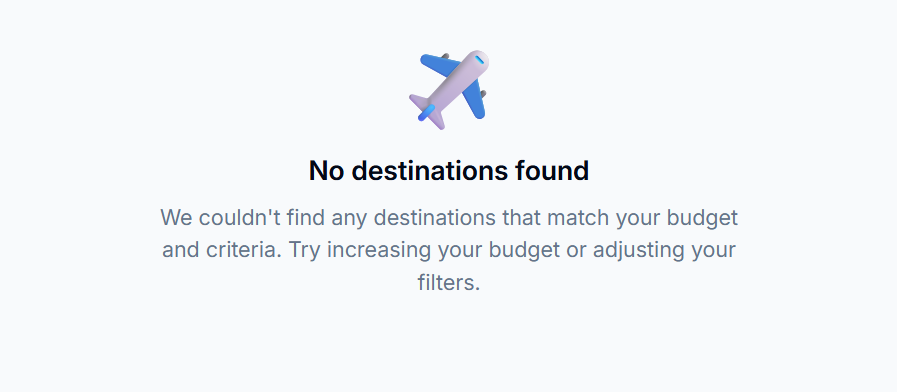 No destinations found
We couldn't find any destinations that match your budget
and criteria. Try increasing your budget or adjusting your
filters.